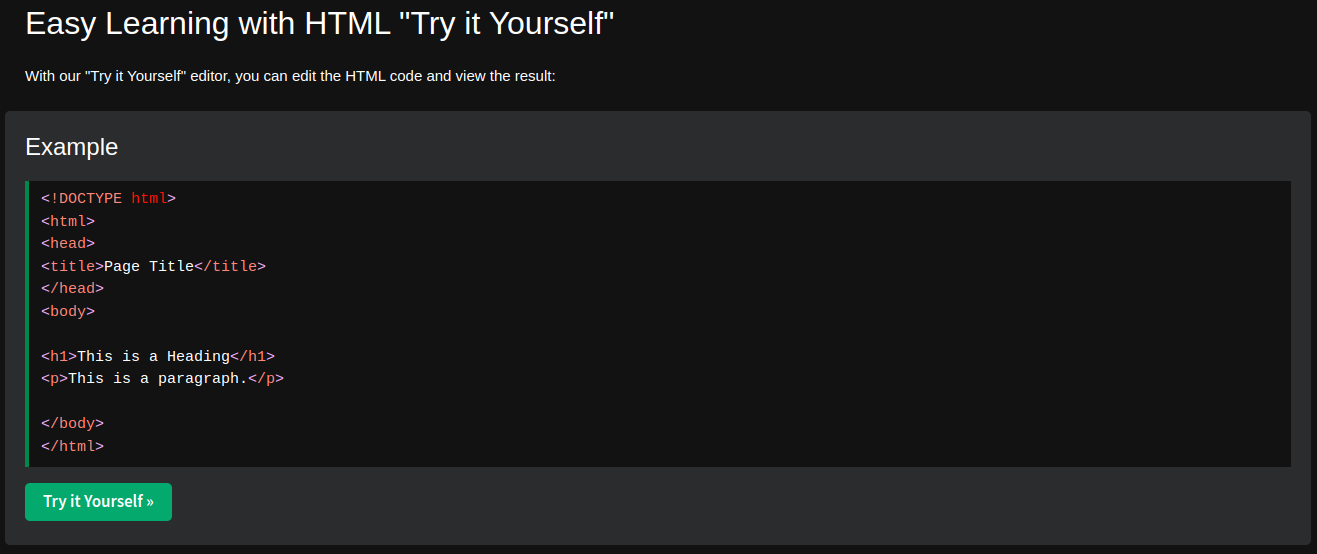 Easy Learning with HTML "Try it Yourself"
With our "Try it Yourself" editor, you can edit the HTML code and view the result:
Example
<!DOCTYPE html>
<html>
<head>
<title>Page Title</title>
</head>
<body>
<h1>This is a Heading</h1>
<p>This is a paragraph.</p>
</body>
</html>
Try it Yourself »